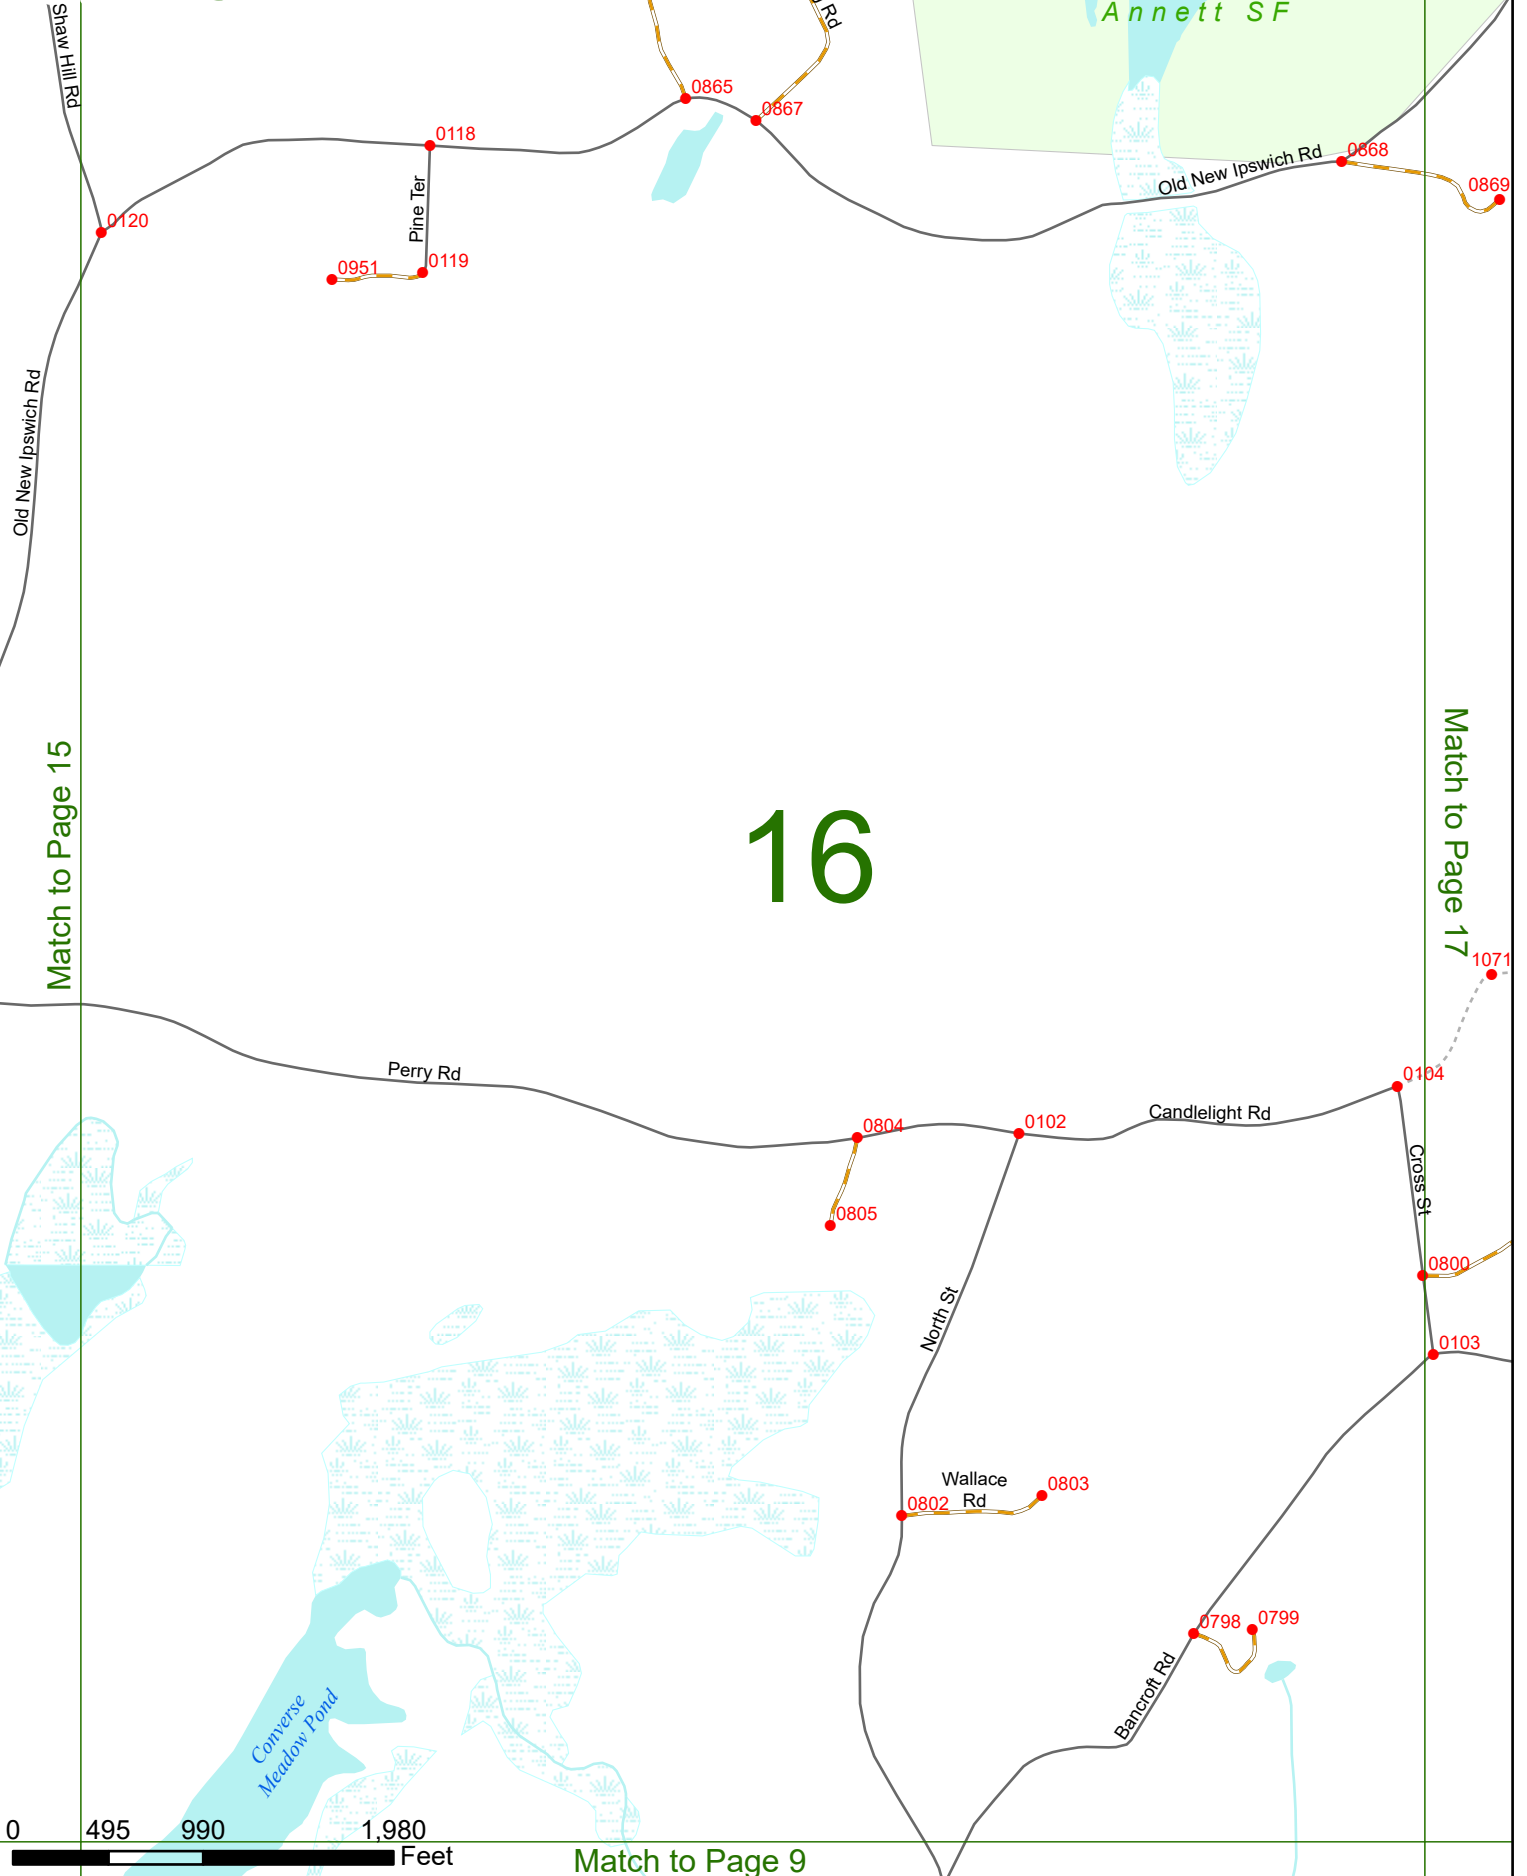 Annett SF
Shaw Hill Rd
Rd
0865
0867
0118
0868
Old New Ipswich Rd
0869
Pine Ter
0120
0951
0119
Old New Ipswich Rd
Match to Page 15
16
Match to Page 17
1071
Perry Rd
0104
Candlelight Rd
0804
0102
Cross St
0805
0800
North St
0103
Wallace
Rd
0802
0803
0798
0799
Bancroft Rd
Converse
Meadow Pond
0 495 990 1,980
Feet
Match to Page 9